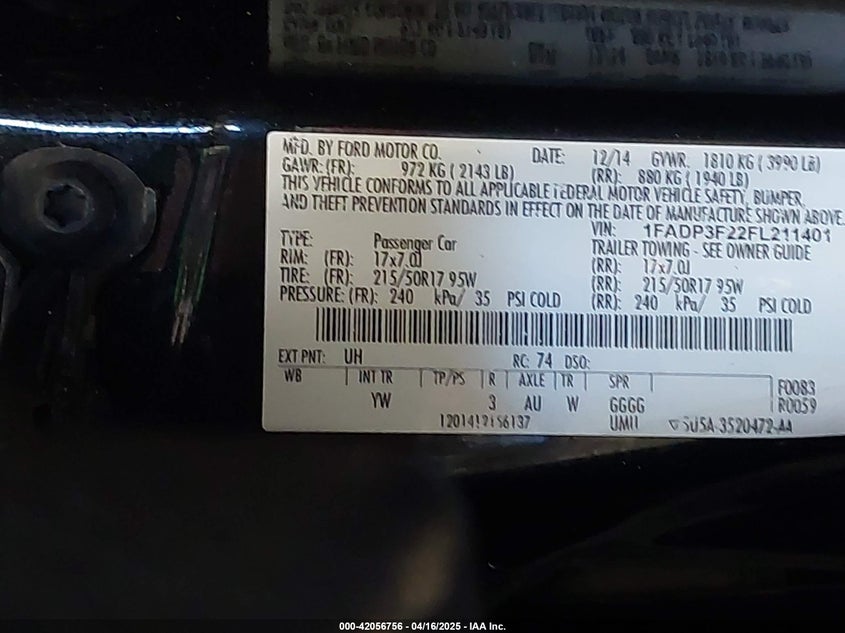 MFD. BY FORD MOTOR CO. DATE: 12/14 GVWR: 1810 KG ( 3990 LB)
GAWR: (FR): 972 KG ( 2143 LB) (RR): 880 KG ( 1940 LB)
THIS VEHICLE CONFORMS TO ALL APPLICABLE FEDERAL MOTOR VEHICLE SAFETY, BUMPER,
AND THEFT PREVENTION STANDARDS IN EFFECT ON THE DATE OF MANUFACTURE SHOWN ABOVE.
VIN: 1FADP3F22FL211401
TYPE: Passenger Car TRAILER TOWING - SEE OWNER GUIDE
RIM: (FR): 17x7.0J (RR): 17x7.0J
TIRE: (FR): 215/50R17 95W (RR): 215/50R17 95W
PRESSURE: (FR): 240 kPa/ 35 PSI COLD (RR): 240 kPa/ 35 PSI COLD
EXT PNT: UH RC: 74 DSO:
WB INT TR TP/PS R AXLE TR SPR F0083
YW 3 AU W GGGG R0059
UMII 5U5A-3520472-AA
000-42056756 - 04/16/2025 - IAA Inc.